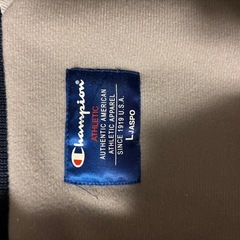 Champion
ATHLETIC
AUTHENTIC AMERICAN
ATHLETIC APPAREL
SINCE 1919 U.S.A.
L JASPO